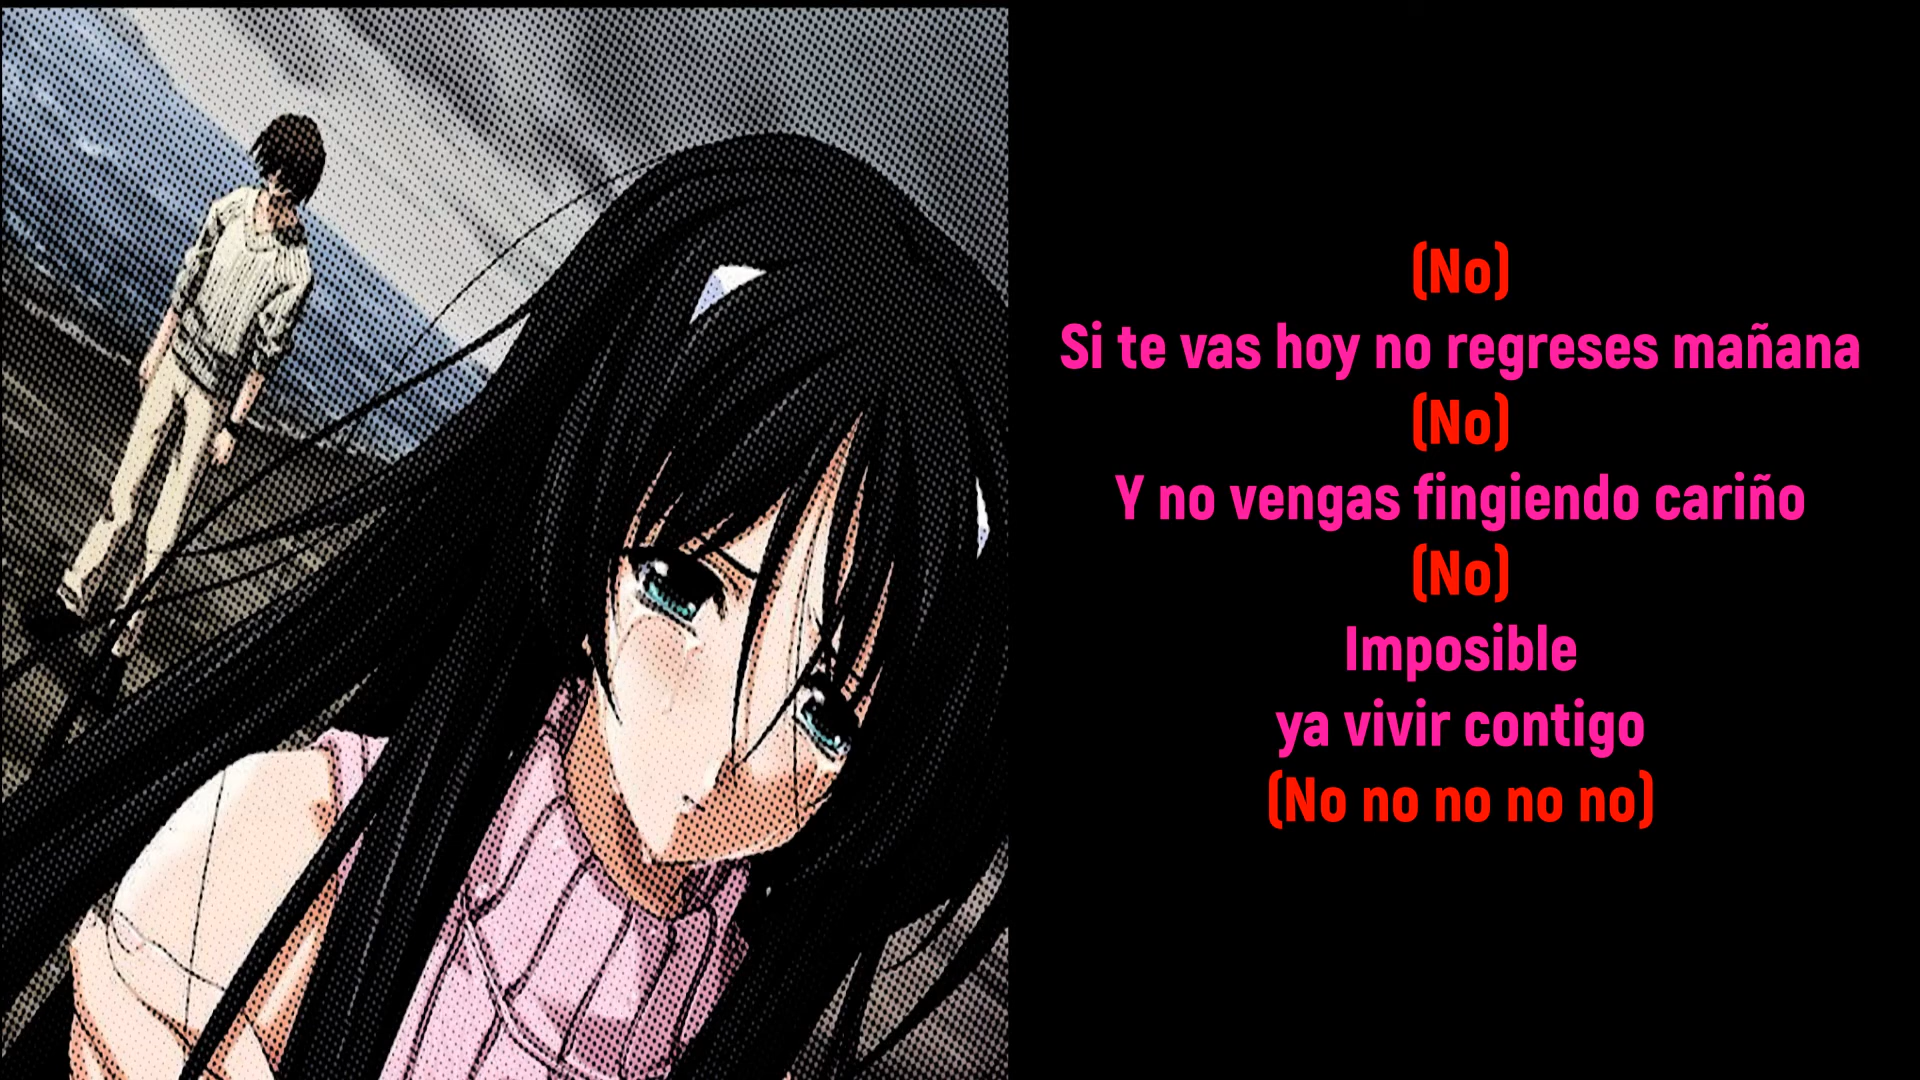 (No)
Si te vas hoy no regreses mañana
(No)
Y no vengas fingiendo cariño
(No)
Imposible
ya vivir contigo
(No no no no no)